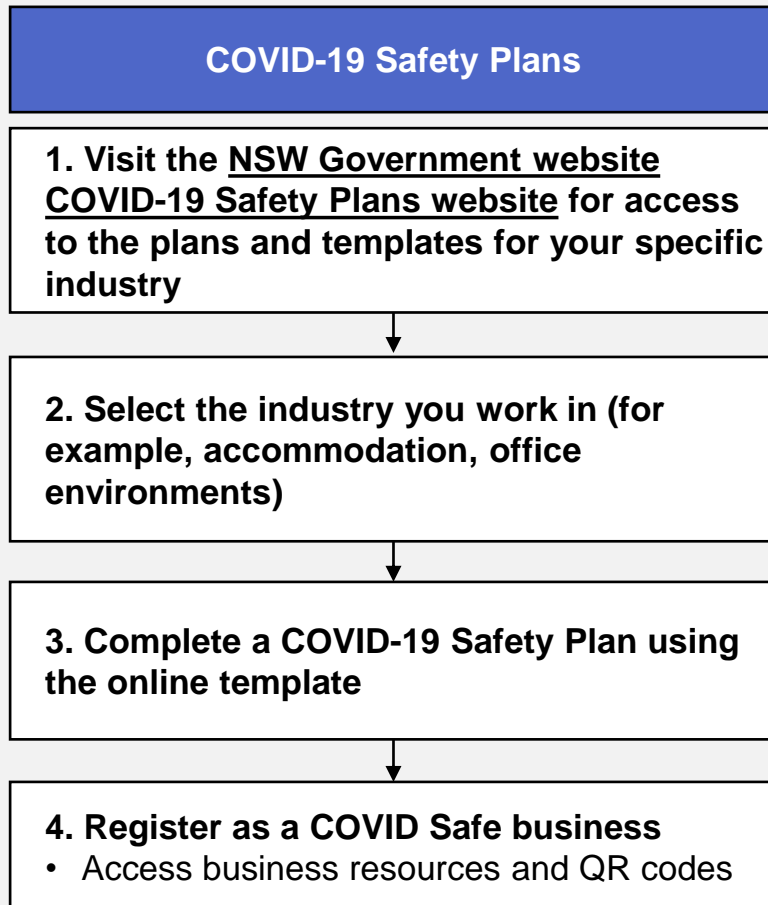 COVID-19 Safety Plans
1. Visit the NSW Government website
COVID-19 Safety Plans website for access
to the plans and templates for your specific
industry
2. Select the industry you work in (for
example, accommodation, office
environments)
3. Complete a COVID-19 Safety Plan using
the online template
4. Register as a COVID Safe business
• Access business resources and QR codes